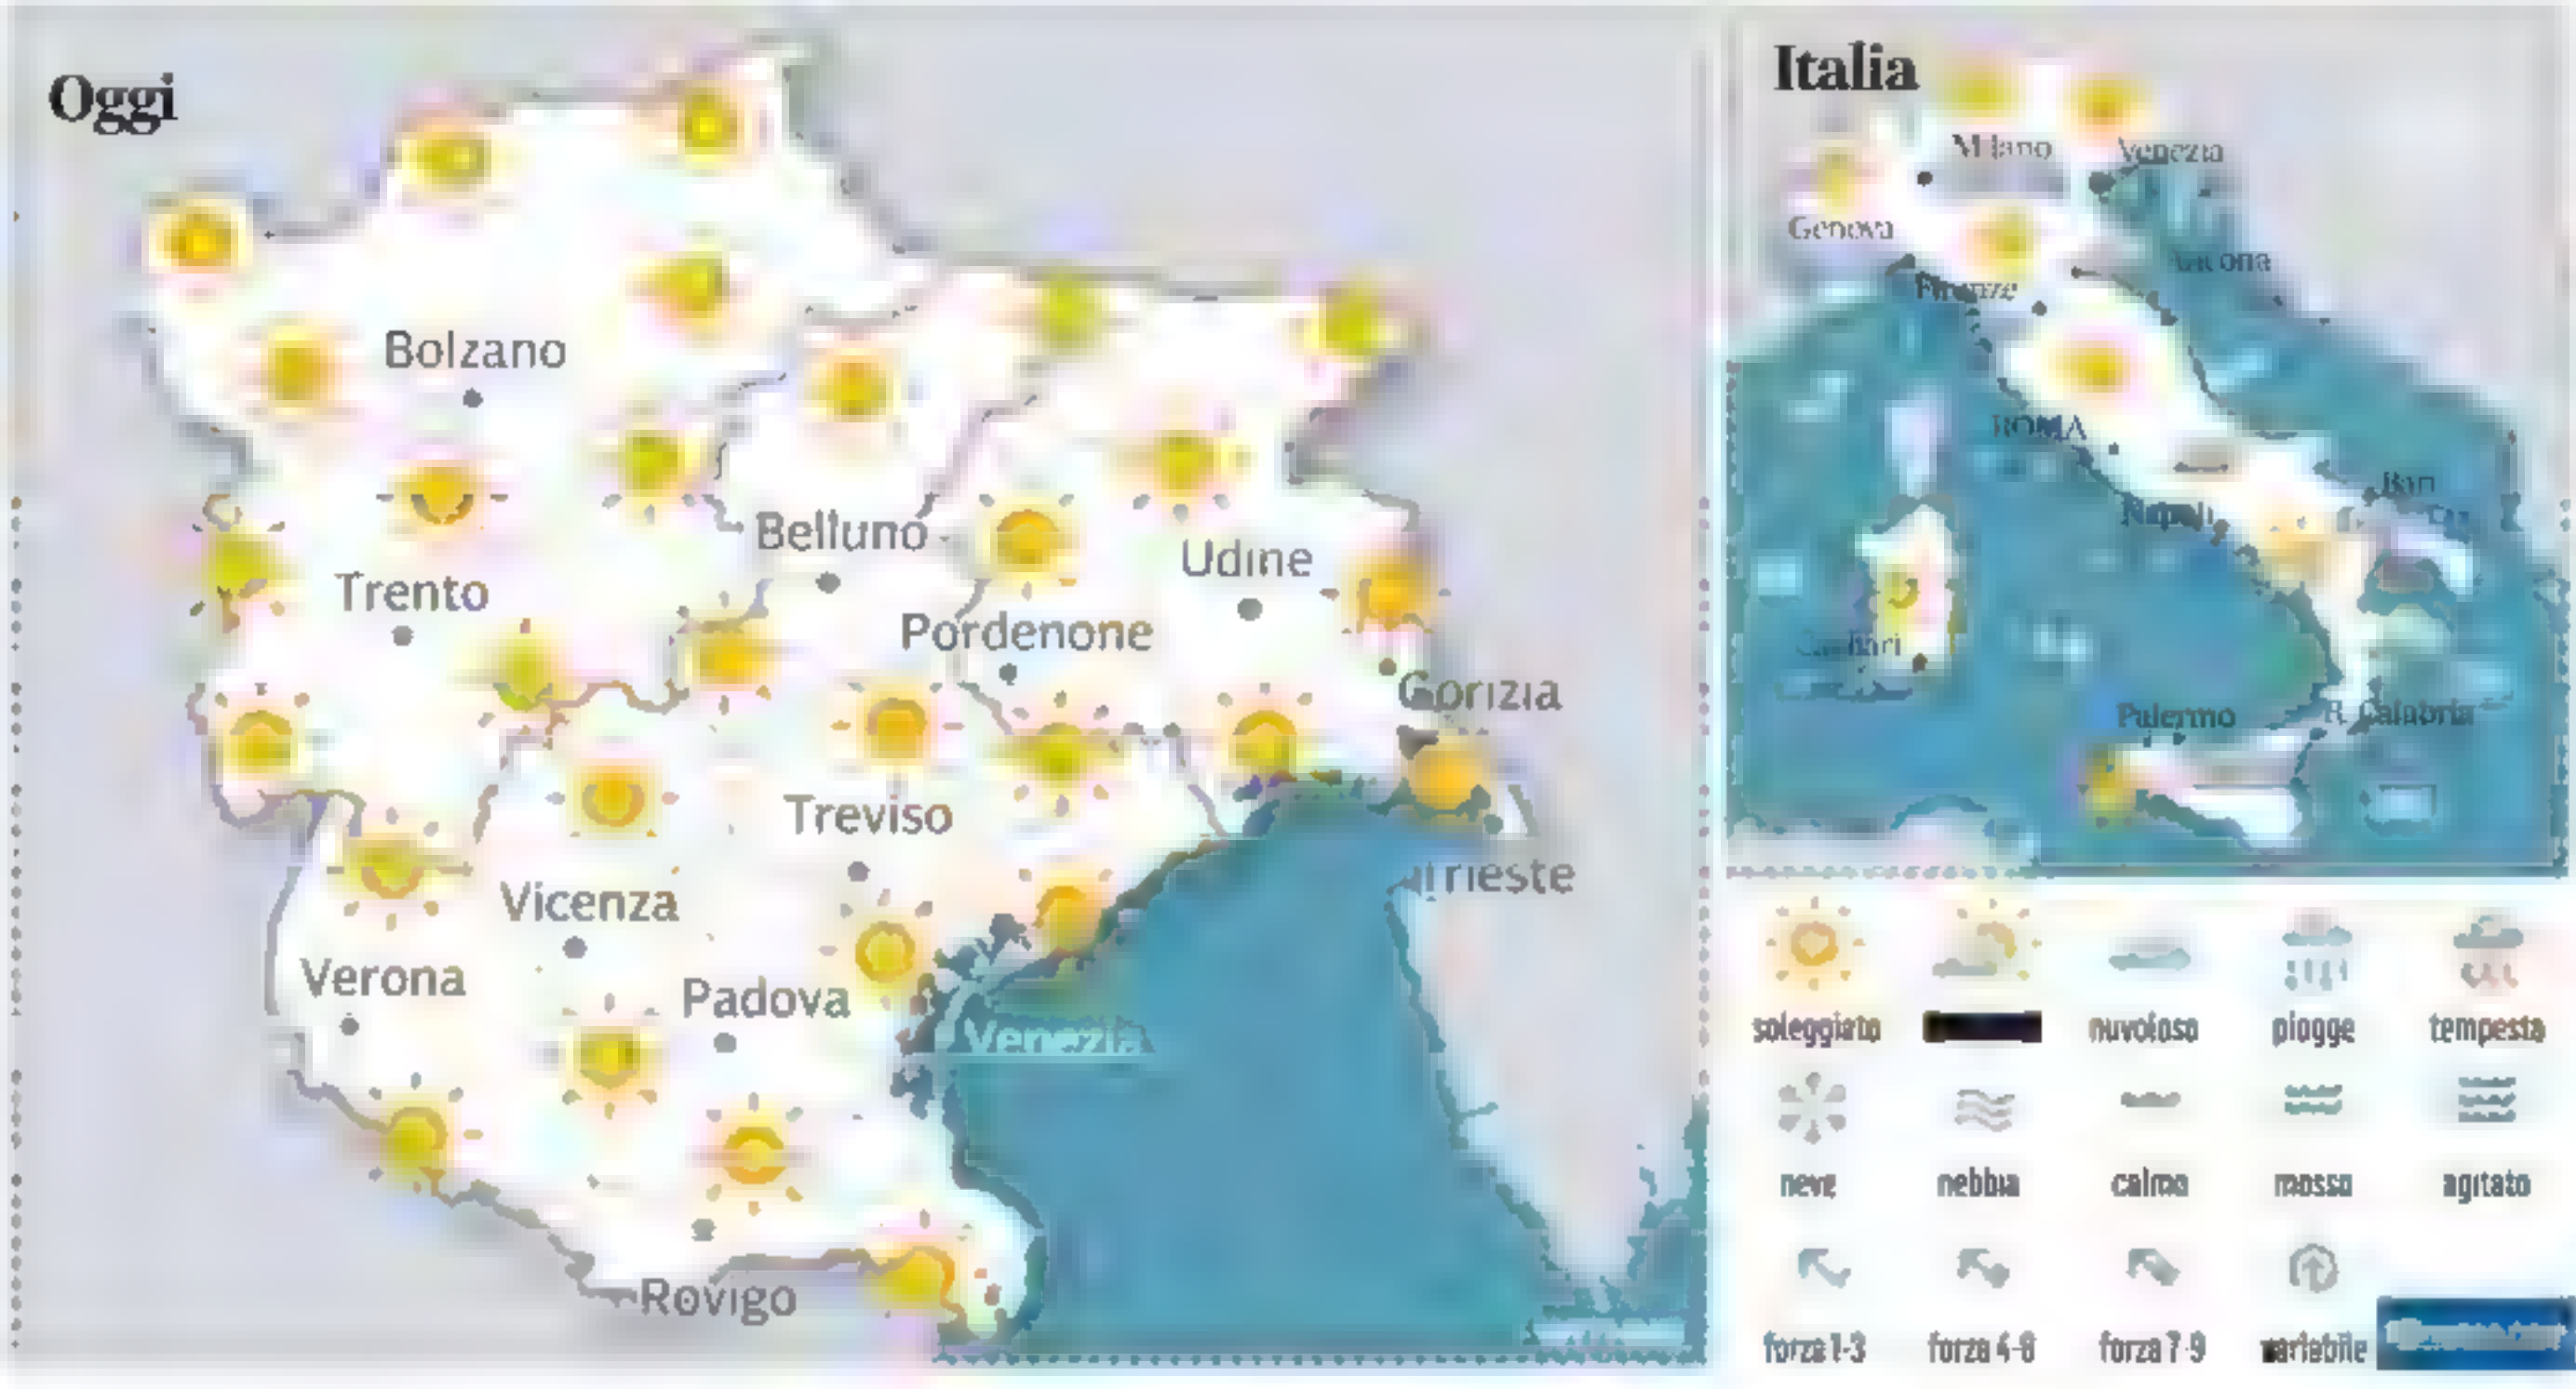 Oggi
Bolzano
Belluno
Trento
Udine
Pordenone
Gorizia
Treviso
Trieste
Vicenza
Verona
Padova
Venezia
Rovigo
Italia
Milano
Venezia
Genova
Ancona
Firenze
ROMA
Bari
Napoli
Cagliari
Palermo
R. Calabria
soleggiato
nuvoloso
piogge
tempesta
neve
nebbia
calmo
mosso
agitato
forza 1-3
forza 4-6
forza 7-9
variabile